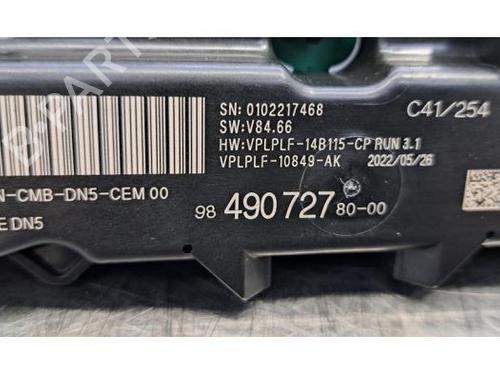 SN: 0102217468
C41/254
SW:V84.66
HW:VPLPLF-14B115-CP RUN 3.1
VPLPLF-10849-AK 2022/05/26
N-CMB-DN5-CEM 00
98 490 727 80-00
E DN5
B-PARTS